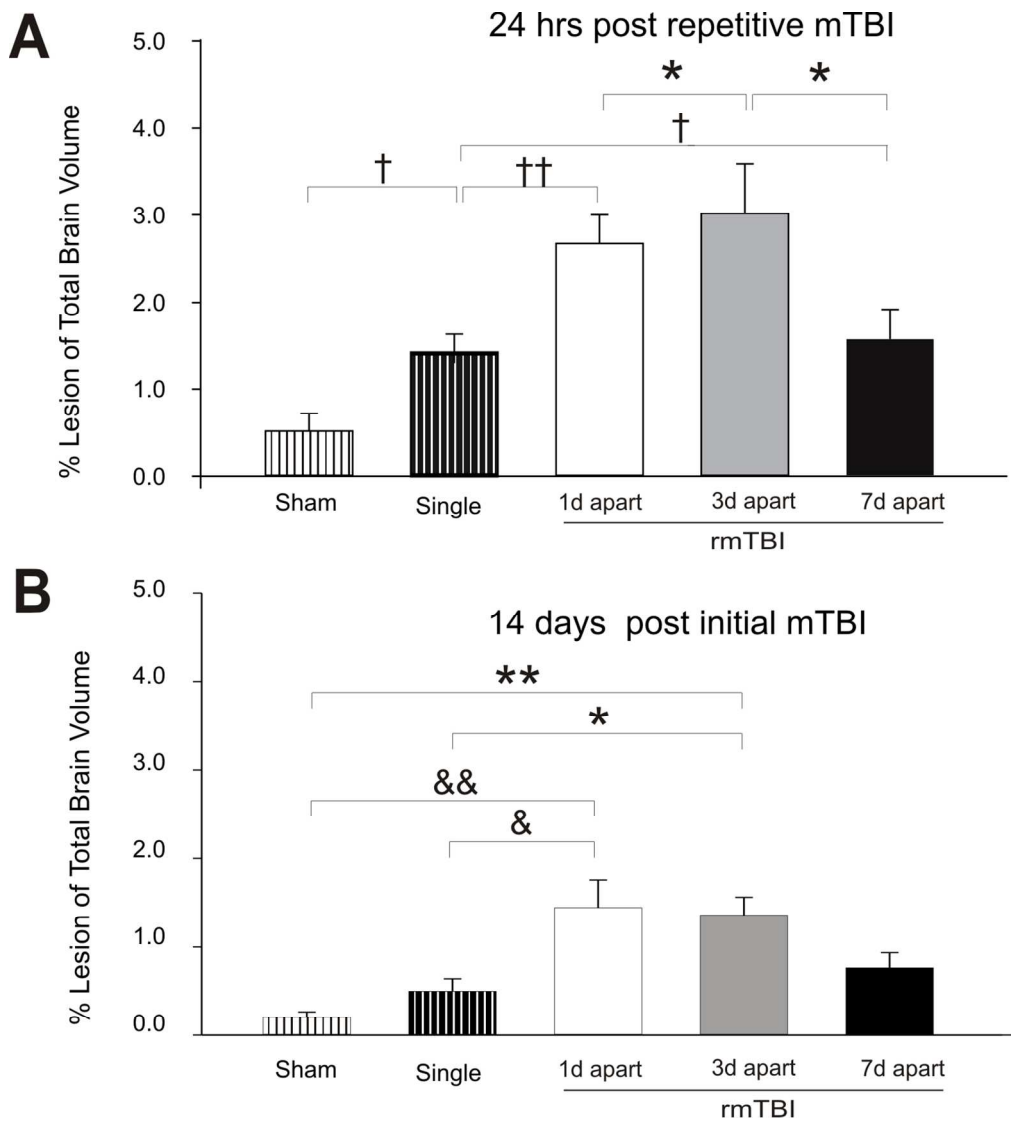 A
24 hrs post repetitive mTBI
% Lesion of Total Brain Volume
5.0
4.0
3.0
2.0
1.0
0.0
* *
†
† ††
Sham Single 1d apart 3d apart 7d apart
rmTBI
B
14 days post initial mTBI
% Lesion of Total Brain Volume
5.0
4.0
3.0
2.0
1.0
0.0
**
*
&&
&
Sham Single 1d apart 3d apart 7d apart
rmTBI